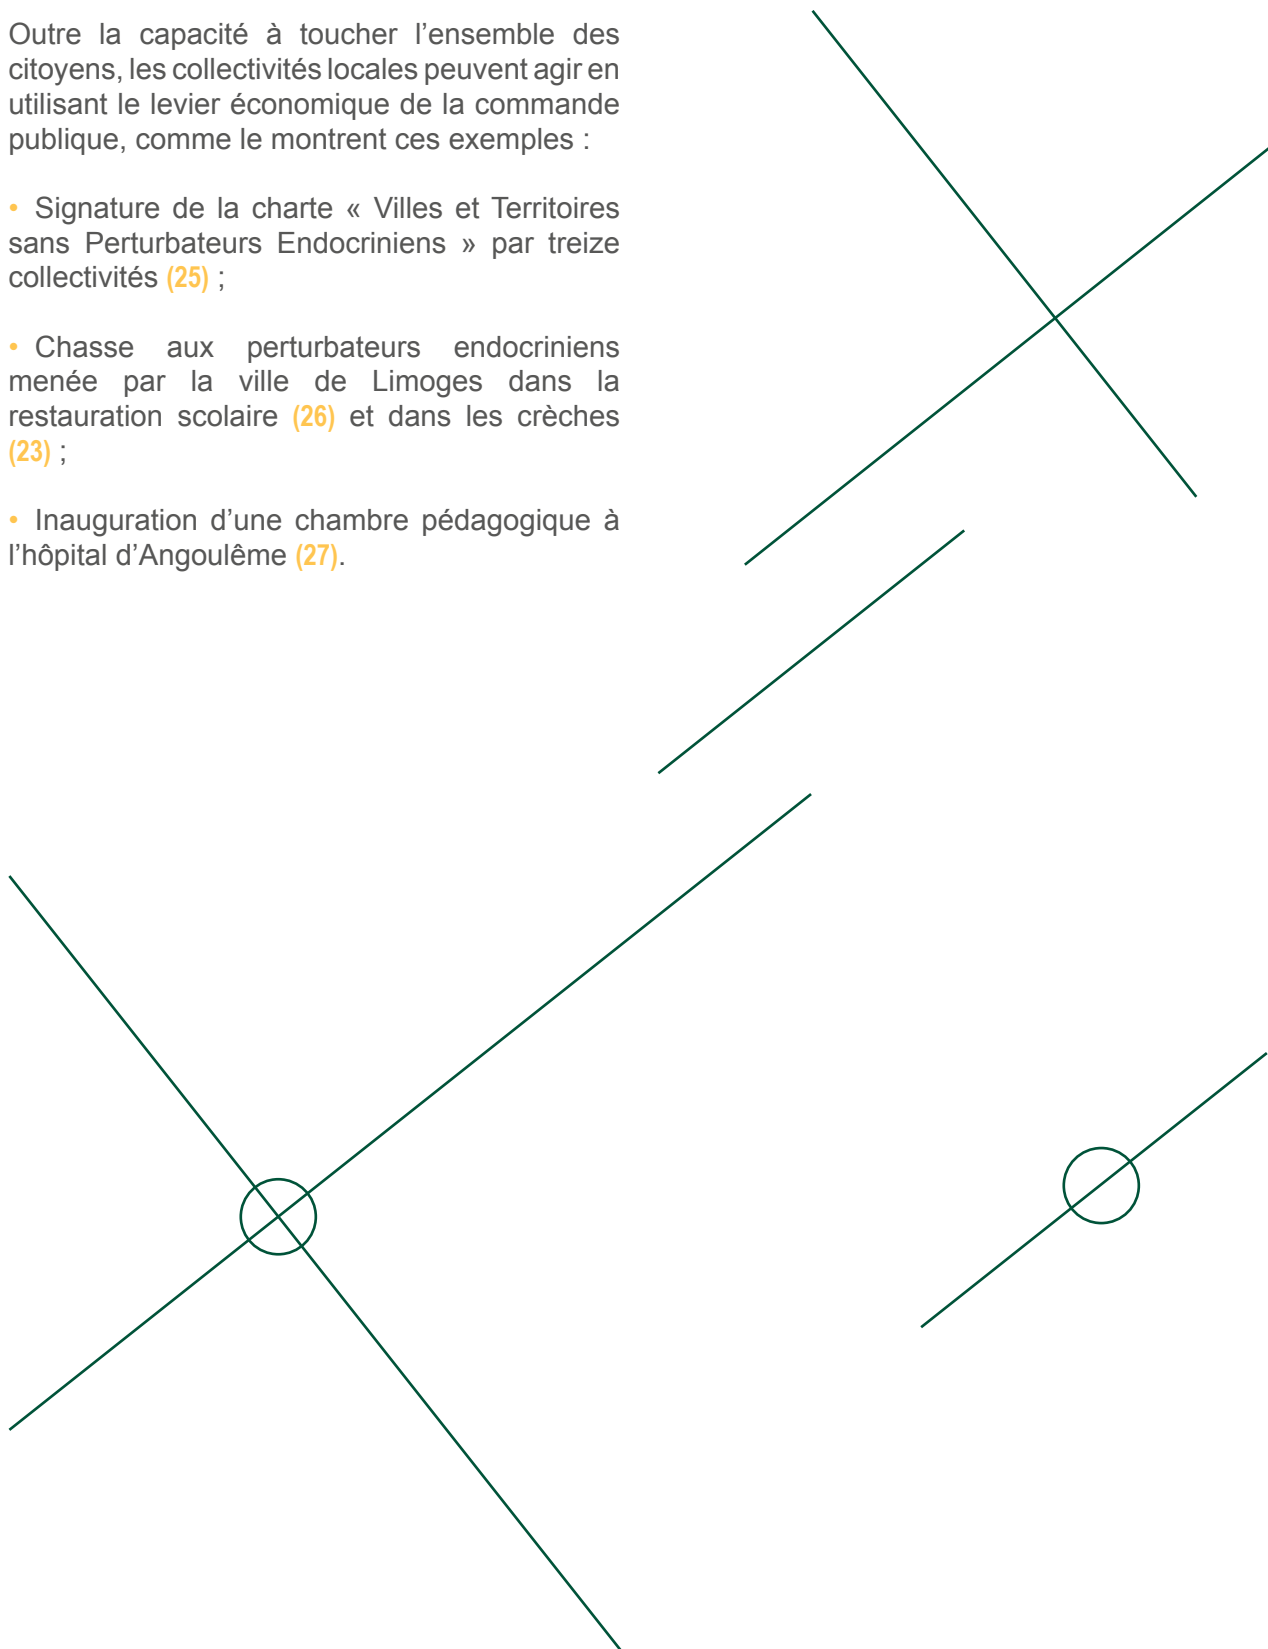 Outre la capacité à toucher l’ensemble des
citoyens, les collectivités locales peuvent agir en
utilisant le levier économique de la commande
publique, comme le montrent ces exemples :
• Signature de la charte « Villes et Territoires
sans Perturbateurs Endocriniens » par treize
collectivités (25) ;
• Chasse aux perturbateurs endocriniens
menée par la ville de Limoges dans la
restauration scolaire (26) et dans les crèches
(23) ;
• Inauguration d’une chambre pédagogique à
l’hôpital d’Angoulême (27).